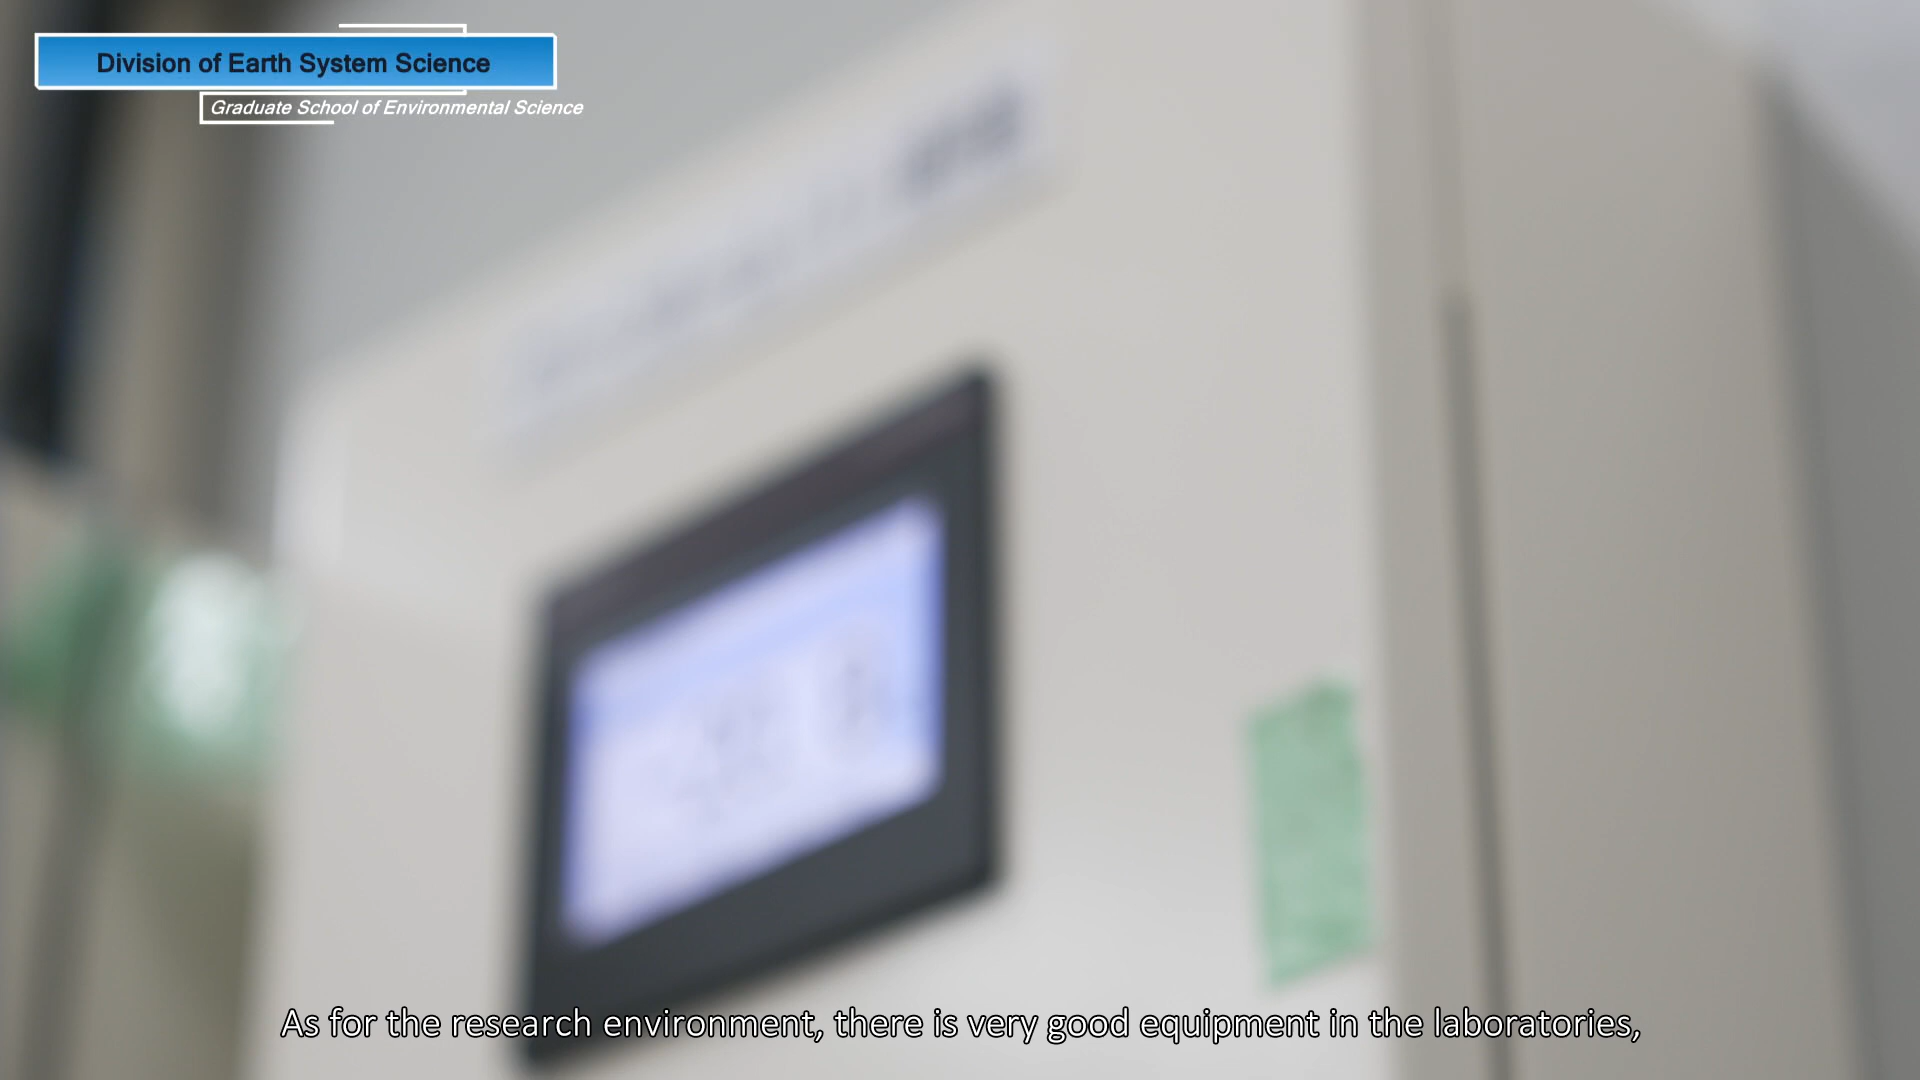 Division of Earth System Science
Graduate School of Environmental Science
As for the research environment, there is very good equipment in the laboratories,